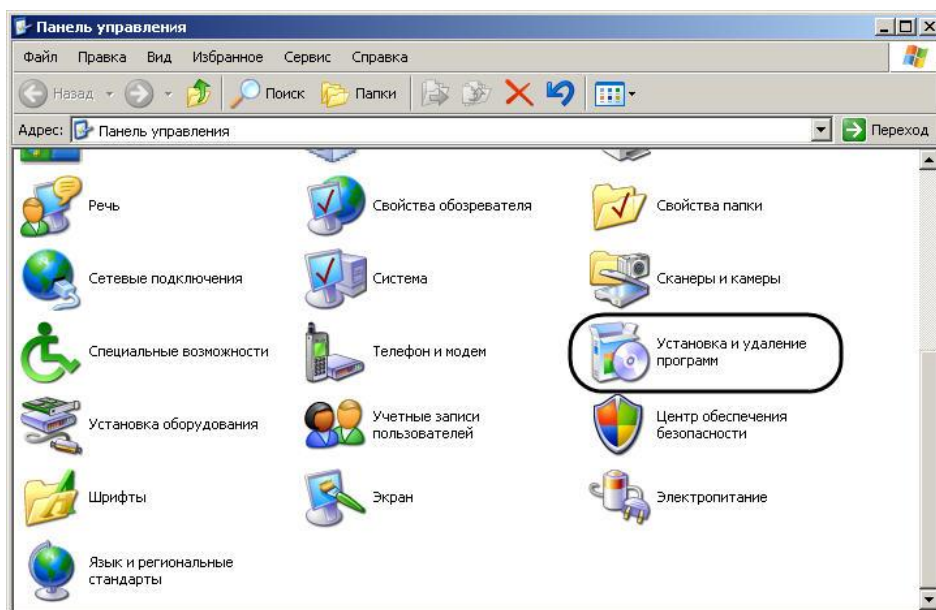 Панель управления
Файл Правка Вид Избранное Сервис Справка
Назад Поиск Папки
Адрес: Панель управления Переход
Речь
Свойства обозревателя
Свойства папки
Сетевые подключения
Система
Сканеры и камеры
Специальные возможности
Телефон и модем
Установка и удаление
программ
Установка оборудования
Учетные записи
пользователей
Центр обеспечения
безопасности
Шрифты
Экран
Электропитание
Язык и региональные
стандарты